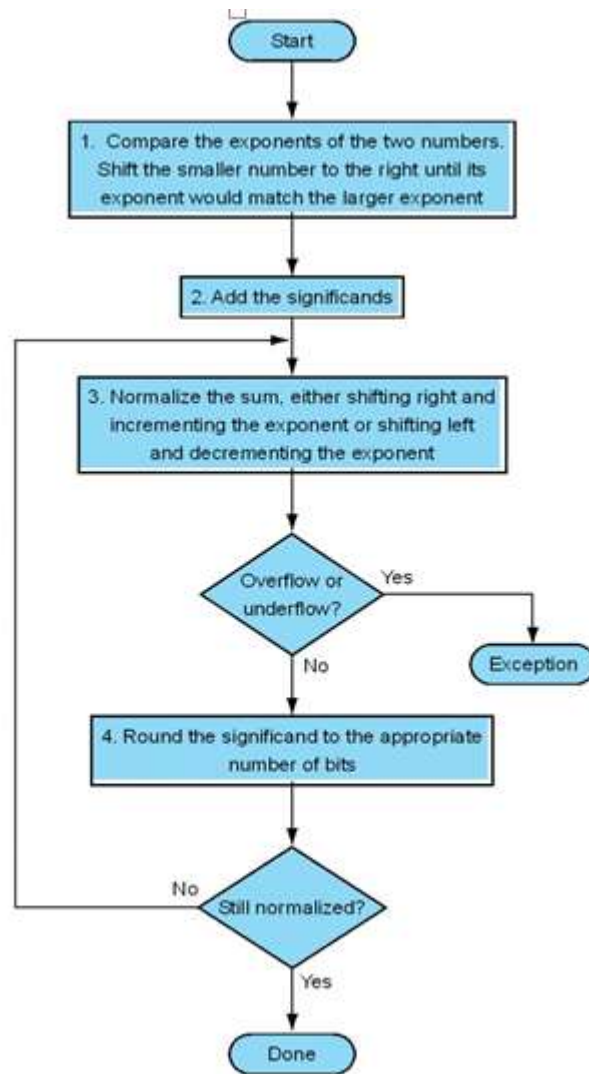 Start
1. Compare the exponents of the two numbers.
Shift the smaller number to the right until its
exponent would match the larger exponent
2. Add the significands
3. Normalize the sum, either shifting right and
incrementing the exponent or shifting left
and decrementing the exponent
Overflow or
underflow?
Yes
No
Exception
4. Round the significand to the appropriate
number of bits
No
Still normalized?
Yes
Done